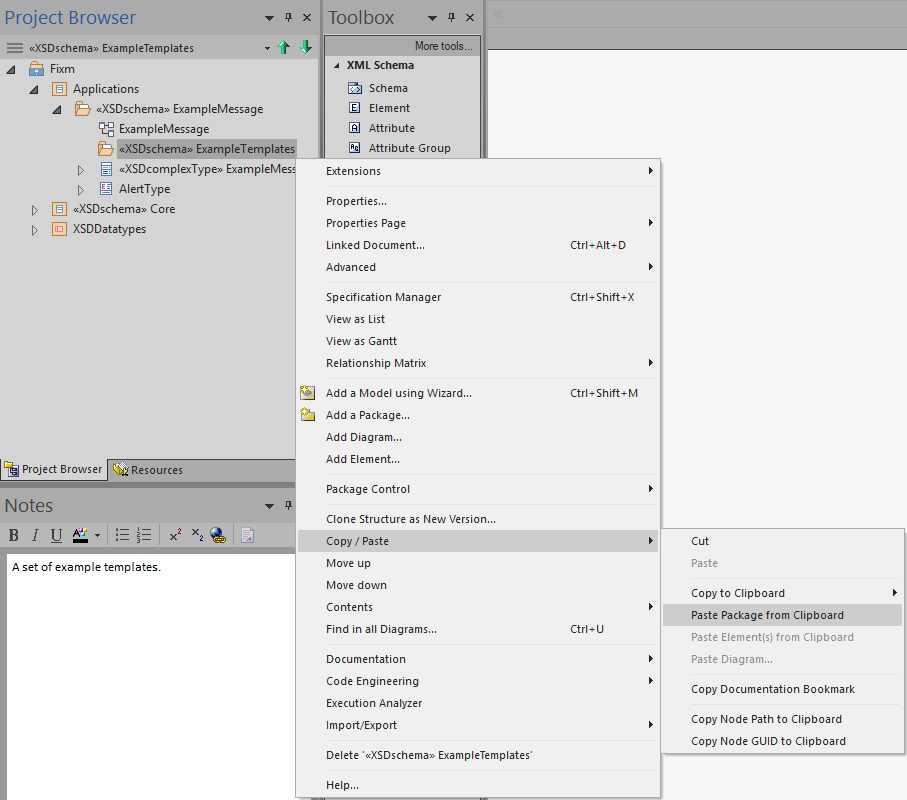 Project Browser
«XSDschema» ExampleTemplates
Fixm
Applications
«XSDschema» ExampleMessage
ExampleMessage
«XSDschema» ExampleTemplates
«XSDcomplexType» ExampleMess
AlertType
«XSDschema» Core
XSDDatatypes
Project Browser
Resources
Notes
B I U A x² x₂
A set of example templates.
Toolbox
More tools...
XML Schema
Schema
Element
Attribute
Attribute Group
Extensions
Properties...
Properties Page
Linked Document... Ctrl+Alt+D
Advanced
Specification Manager Ctrl+Shift+X
View as List
View as Gantt
Relationship Matrix
Add a Model using Wizard... Ctrl+Shift+M
Add a Package...
Add Diagram...
Add Element...
Package Control
Clone Structure as New Version...
Copy / Paste
Move up
Move down
Contents
Find in all Diagrams... Ctrl+U
Documentation
Code Engineering
Execution Analyzer
Import/Export
Delete '«XSDschema» ExampleTemplates'
Help...
Cut
Paste
Copy to Clipboard
Paste Package from Clipboard
Paste Element(s) from Clipboard
Paste Diagram...
Copy Documentation Bookmark
Copy Node Path to Clipboard
Copy Node GUID to Clipboard